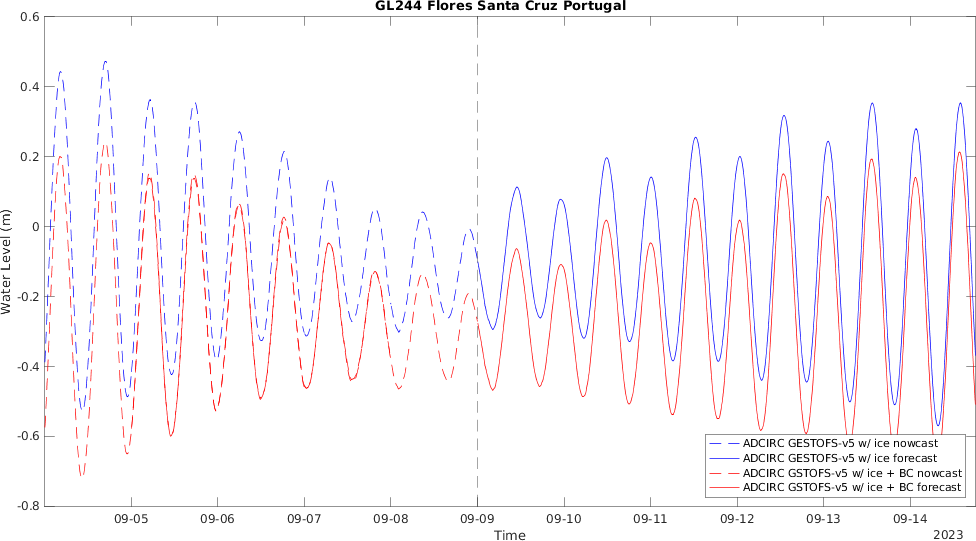 GL244 Flores Santa Cruz Portugal
0.6
0.4
0.2
0
-0.2
-0.4
-0.6
-0.8
Water Level (m)
ADCIRC GESTOFS-v5 w/ ice nowcast
ADCIRC GESTOFS-v5 w/ ice forecast
ADCIRC GSTOFS-v5 w/ ice + BC nowcast
ADCIRC GSTOFS-v5 w/ ice + BC forecast
09-05 09-06 09-07 09-08 09-09 09-10 09-11 09-12 09-13 09-14
Time
2023